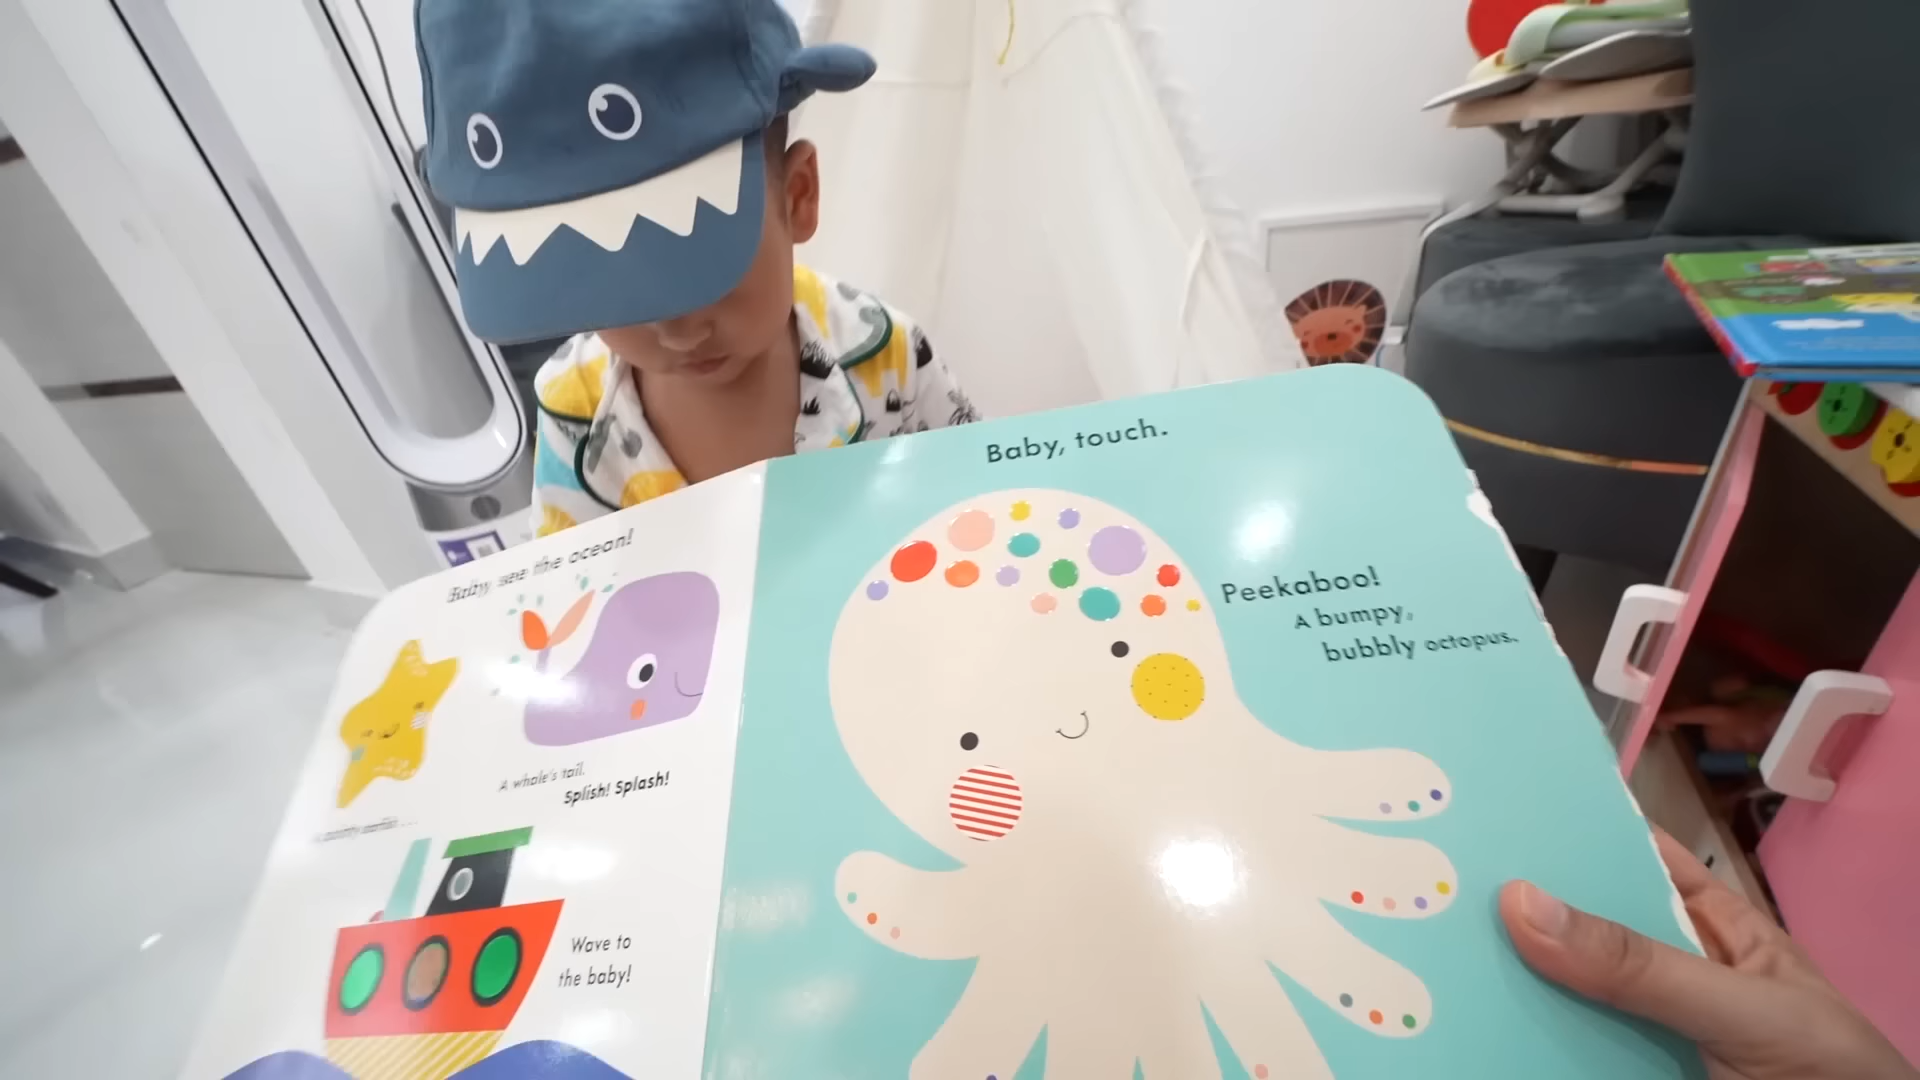 Baby, see the ocean!
A whale's tail.
Splish! Splash!
Wave to
the baby!
Baby, touch.
Peekaboo!
A bumpy,
bubbly octopus.